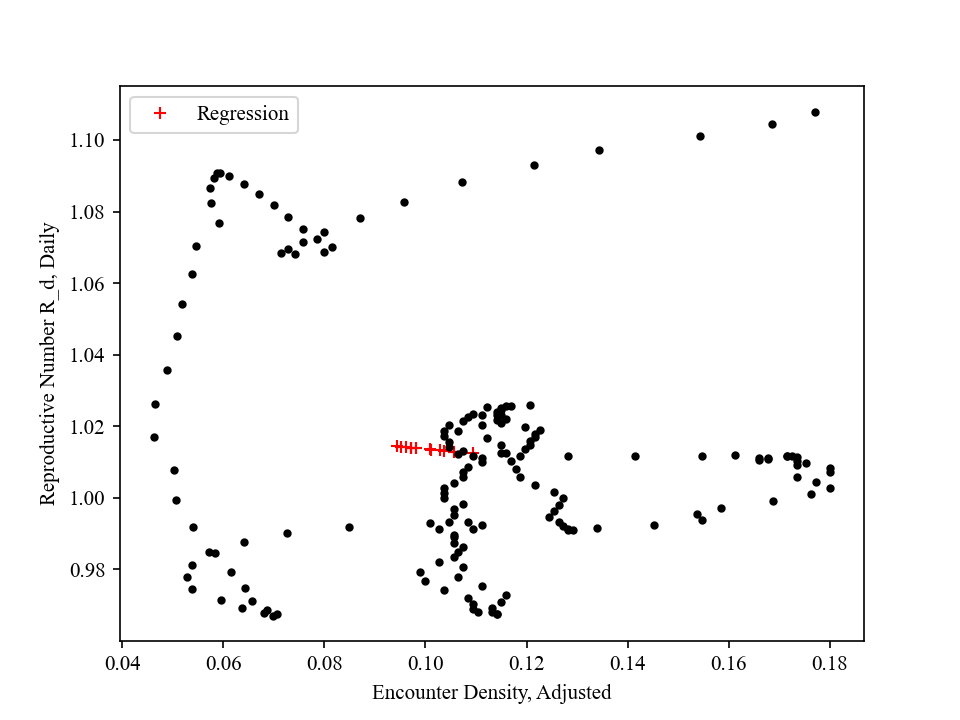 Regression
1.10
1.08
1.06
1.04
1.02
1.00
0.98
Reproductive Number R_d, Daily
0.04 0.06 0.08 0.10 0.12 0.14 0.16 0.18
Encounter Density, Adjusted